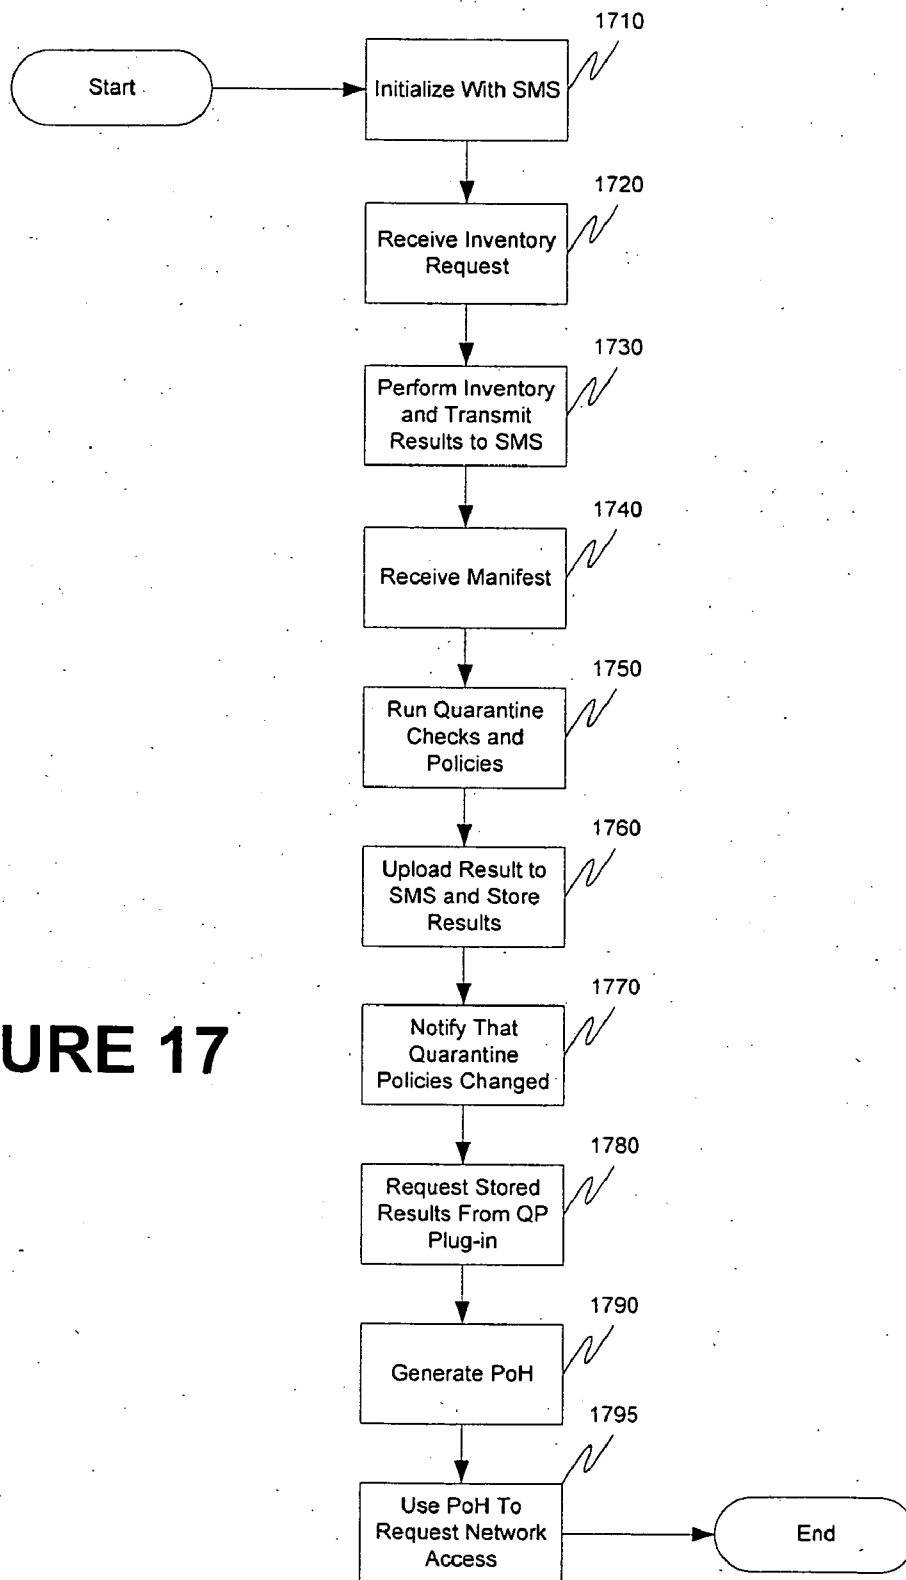 1710
Start
Initialize With SMS
1720
Receive Inventory
Request
1730
Perform Inventory
and Transmit
Results to SMS
1740
Receive Manifest
1750
Run Quarantine
Checks and
Policies
1760
Upload Result to
SMS and Store
Results
1770
Notify That
Quarantine
Policies Changed
URE 17
1780
Request Stored
Results From QP
Plug-in
1790
Generate PoH
1795
Use PoH To
Request Network
Access
End